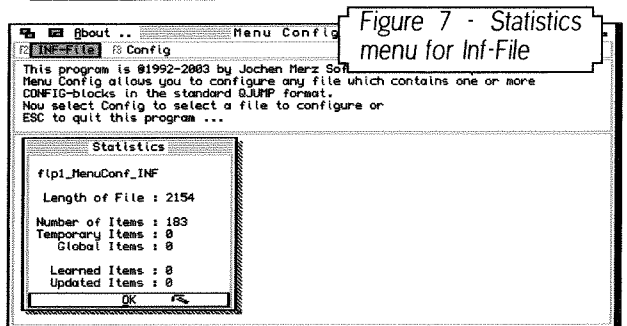 About ..
Menu Config
Figure 7 - Statistics
menu for Inf-File
F2 INF-File F3 Config
This program is ©1992-2003 by Jochen Merz
Menu Config allows you to configure any file which contains one or more
CONFIG-blocks in the standard QJUMP format.
Now select Config to select a file to configure or
ESC to quit this program ...
Statistics
flp1_MenuConf_INF
Length of File : 2154
Number of Items : 183
Temporary Items : 0
Global Items : 0
Learned Items : 0
Updated Items : 0
OK